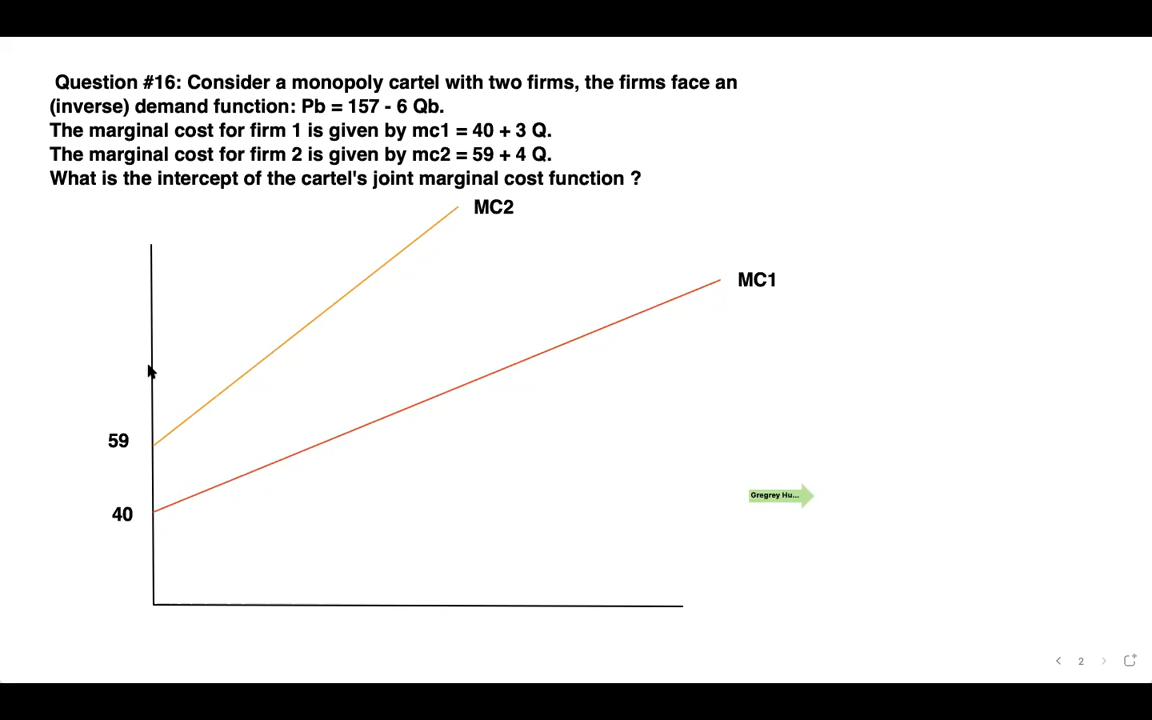 Question #16: Consider a monopoly cartel with two firms, the firms face an
(inverse) demand function: Pb = 157 - 6 Qb.
The marginal cost for firm 1 is given by mc1 = 40 + 3 Q.
The marginal cost for firm 2 is given by mc2 = 59 + 4 Q.
What is the intercept of the cartel's joint marginal cost function ?
MC2
MC1
59
Gregrey Hu...
40
2